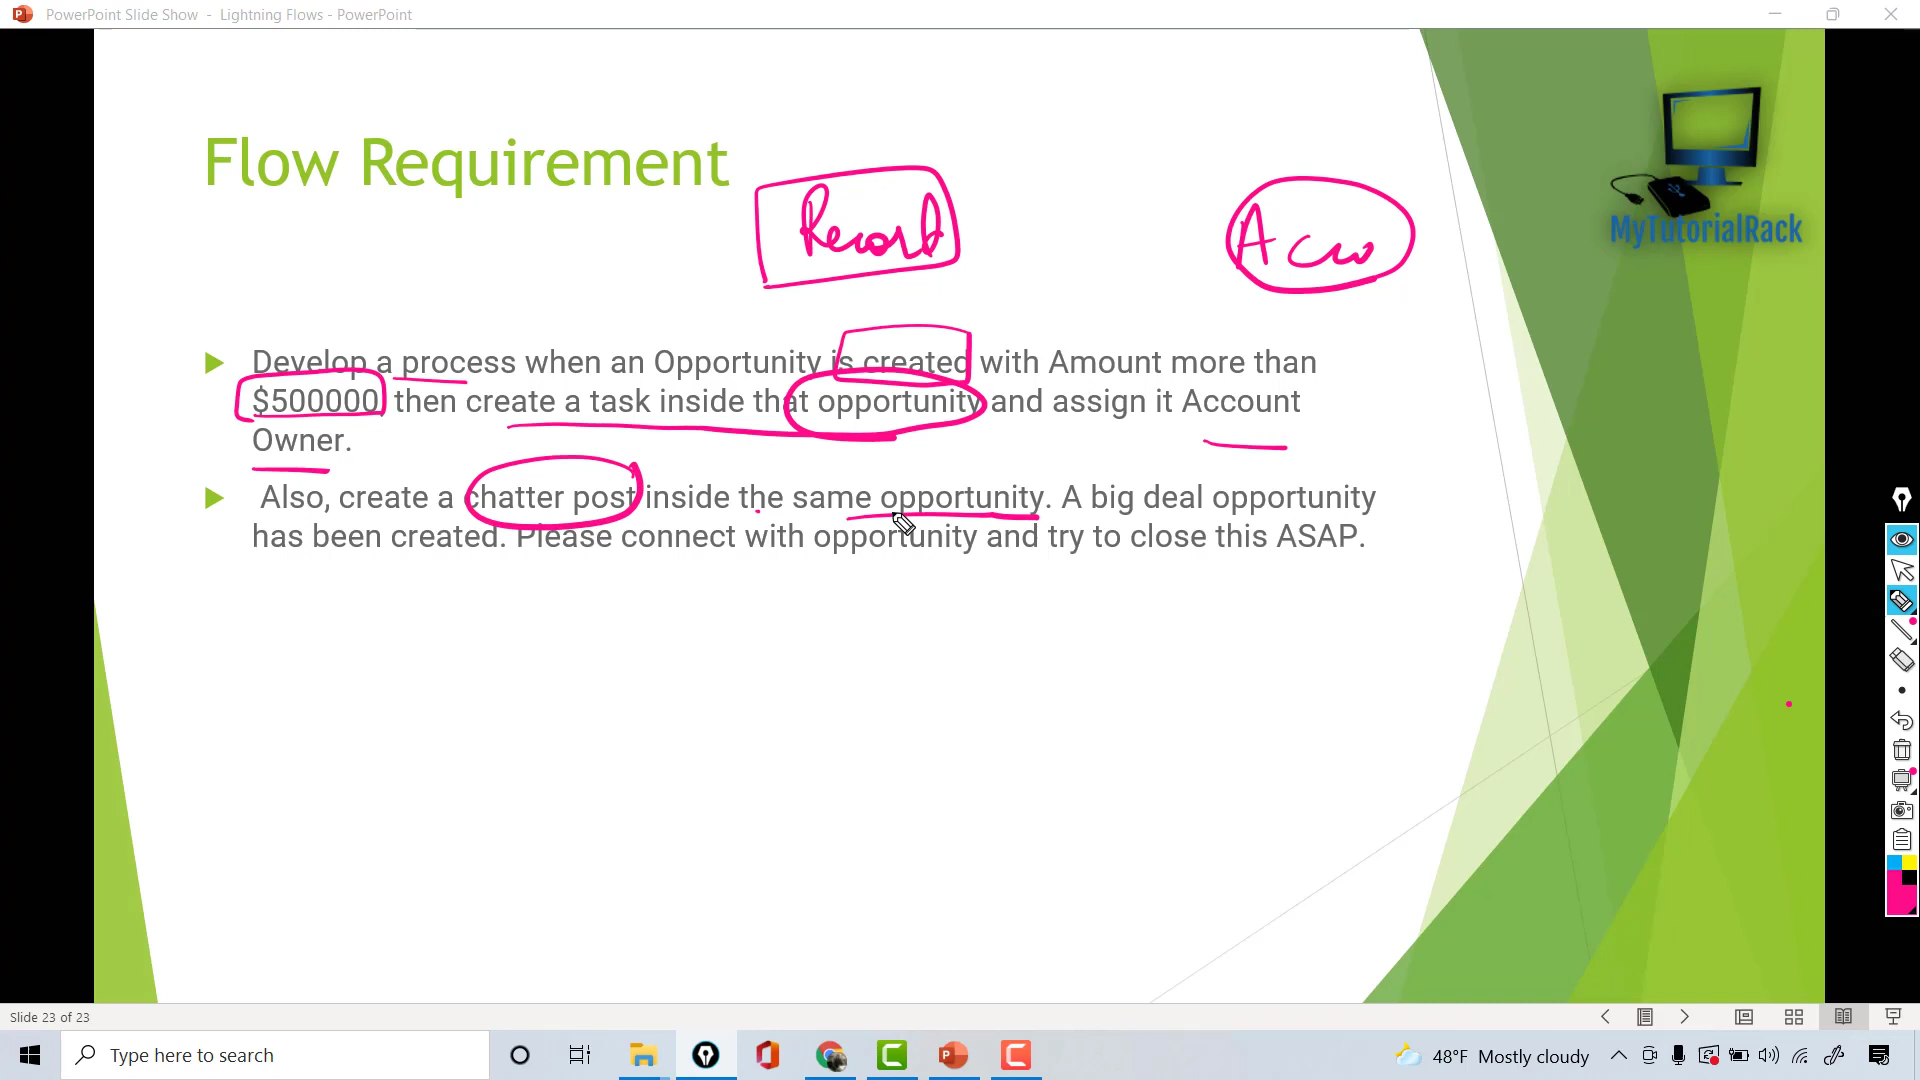 PowerPoint Slide Show - Lightning Flows - PowerPoint
Flow Requirement
MyTutorialRack
Record
Develop a process when an Opportunity is created with Amount more than
$500000 then create a task inside that opportunity and assign it Account
Owner.
Also, create a chatter post inside the same opportunity. A big deal opportunity
has been created. Please connect with opportunity and try to close this ASAP.
Slide 23 of 23
Type here to search
48°F Mostly cloudy